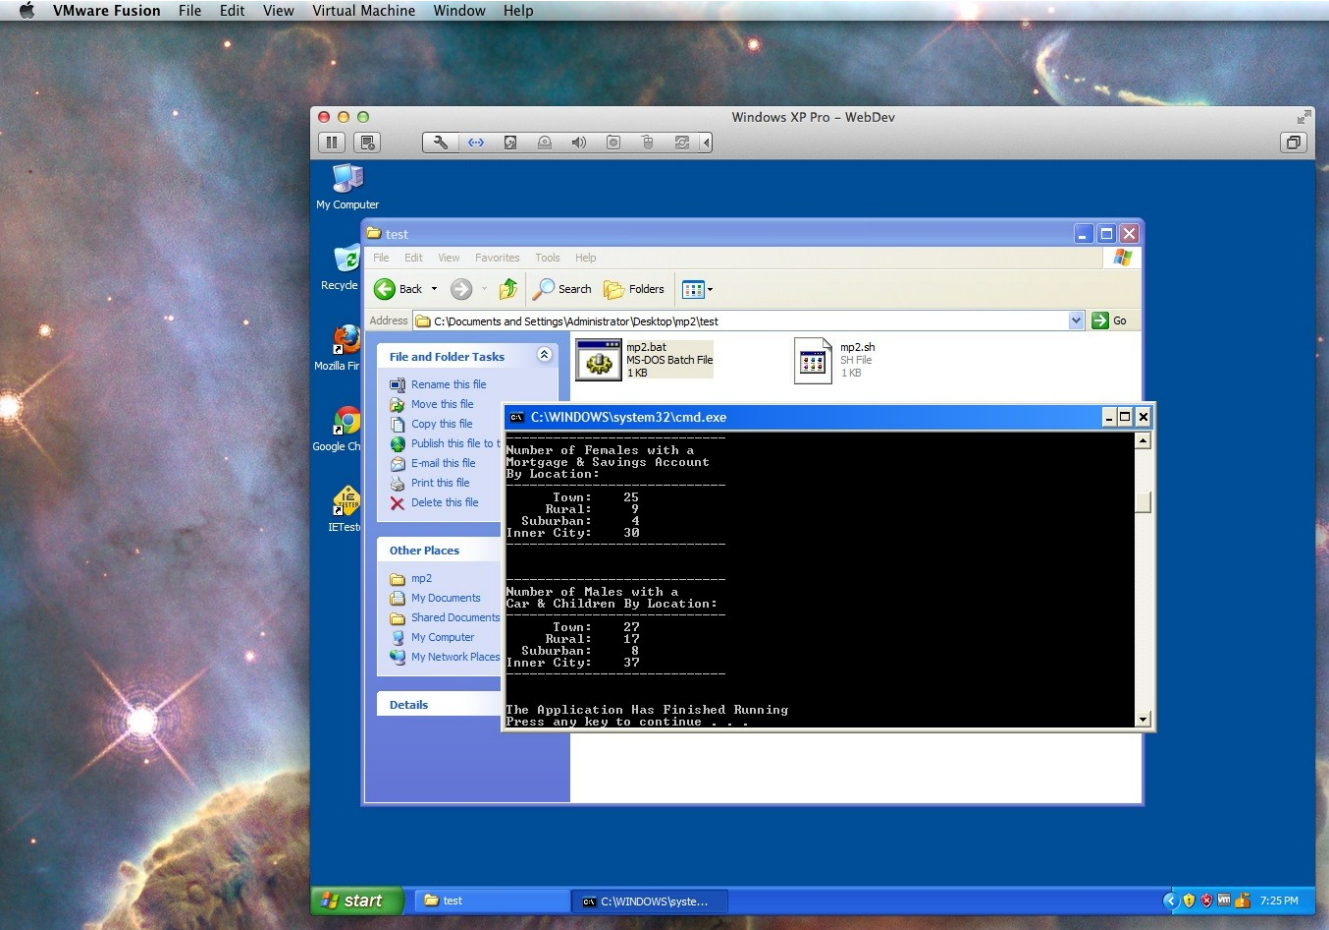 VMware Fusion File Edit View Virtual Machine Window Help
Windows XP Pro – WebDev
My Computer
test
File Edit View Favorites Tools Help
Recycle
Back Search Folders
Address C:\Documents and Settings\Administrator\Desktop\mp2\test Go
Mozilla Fir
File and Folder Tasks
Rename this file
Move this file
Copy this file
Publish this file to t
E-mail this file
Print this file
Delete this file
mp2.bat
MS-DOS Batch File
1 KB
mp2.sh
SH File
1 KB
Google Ch
IETest
Other Places
mp2
My Documents
Shared Documents
My Computer
My Network Places
Details
C:\WINDOWS\system32\cmd.exe
----------------------------
Number of Females with a
Mortgage & Savings Account
By Location:
----------------------------
Town: 25
Rural: 9
Suburban: 4
Inner City: 30
----------------------------
----------------------------
Number of Males with a
Car & Children By Location:
----------------------------
Town: 27
Rural: 17
Suburban: 8
Inner City: 37
----------------------------
The Application Has Finished Running
Press any key to continue . . .
start test C:\WINDOWS\syste... 7:25 PM